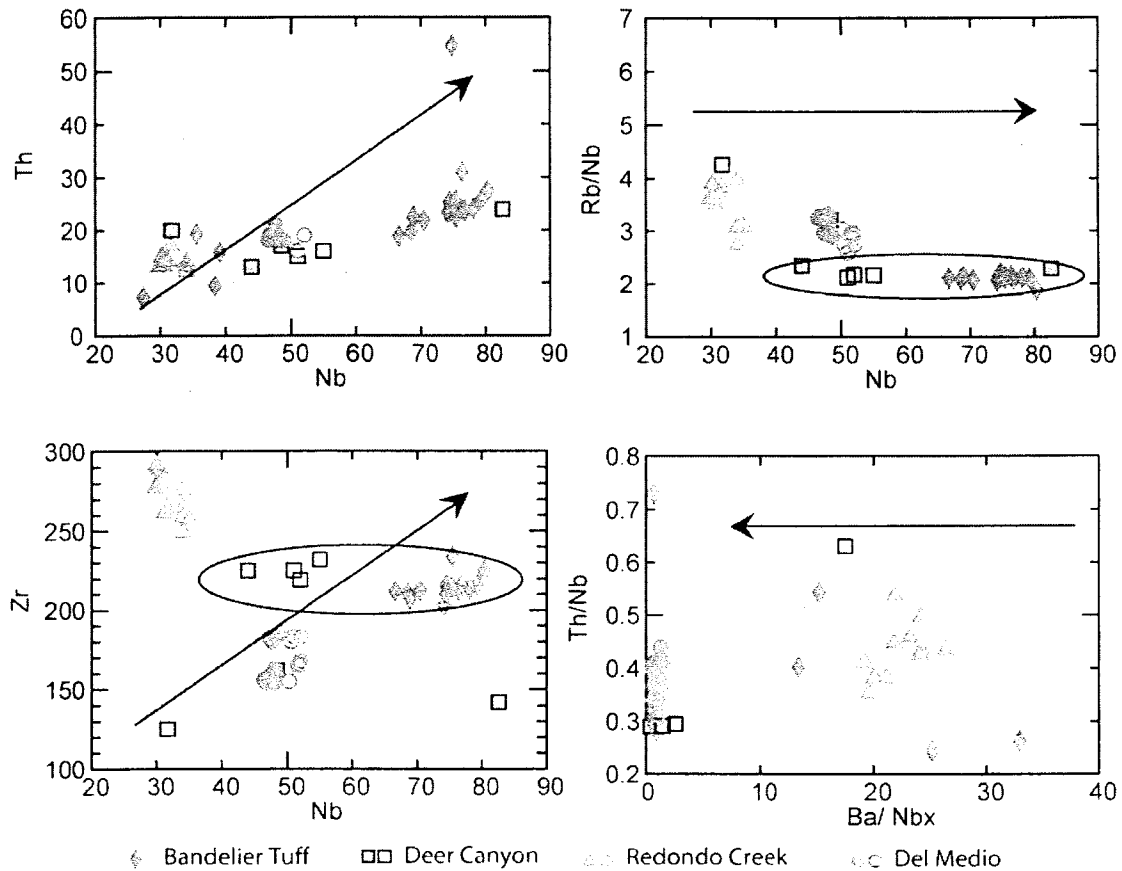 60
50
40
30
20
10
0
Th
20 30 40 50 60 70 80 90
Nb
7
6
5
4
3
2
1
Rb/Nb
20 30 40 50 60 70 80 90
Nb
300
250
200
150
100
Zr
20 30 40 50 60 70 80 90
Nb
0.8
0.7
0.6
0.5
0.4
0.3
0.2
Th/Nb
0 10 20 30 40
Ba/ Nbx
Bandelier Tuff Deer Canyon Redondo Creek Del Medio